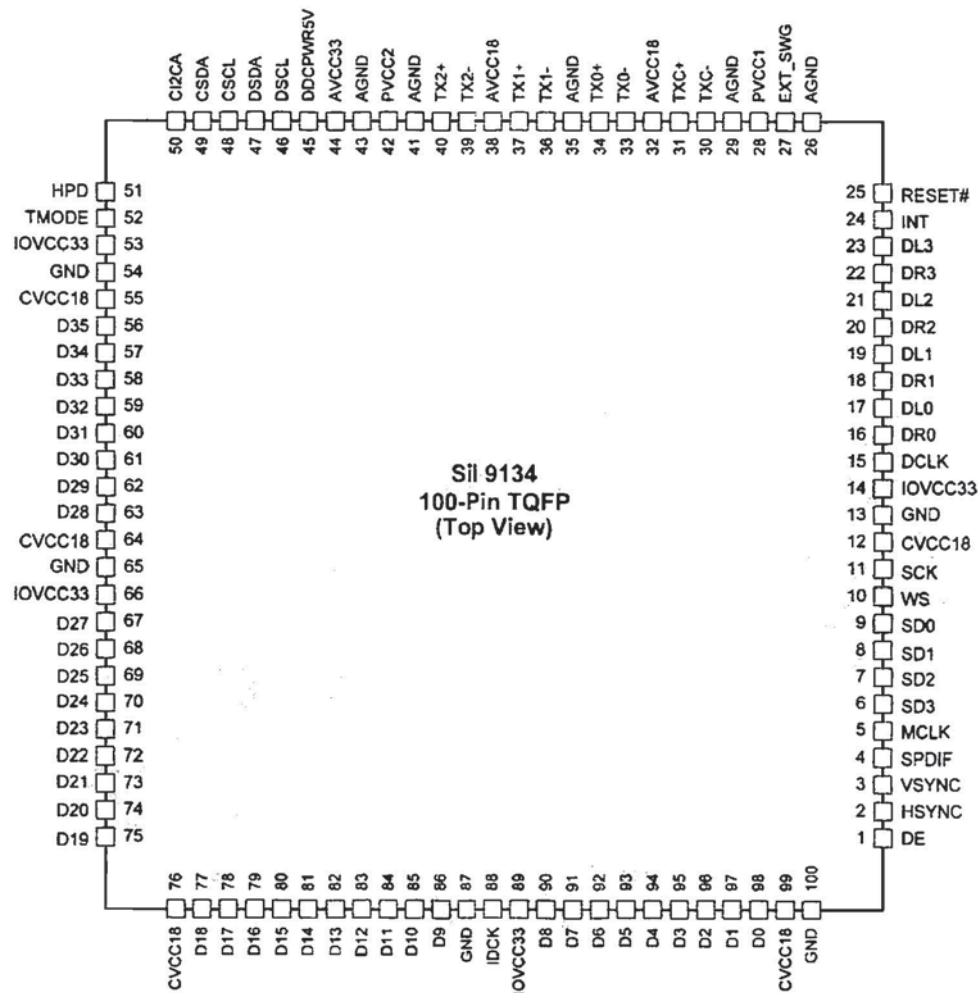 CI2CA
CSDA
CSCL
DSDA
DSCL
DDCPWR5V
AVCC33
AGND
PVCC2
AGND
TX2+
TX2-
AVCC18
TX1+
TX1-
AGND
TX0+
TX0-
AVCC18
TXC+
TXC-
AGND
PVCC1
EXT_SWG
AGND
50
49
48
47
46
45
44
43
42
41
40
39
38
37
36
35
34
33
32
31
30
29
28
27
26
HPD 51
TMODE 52
IOVCC33 53
GND 54
CVCC18 55
D35 56
D34 57
D33 58
D32 59
D31 60
D30 61
D29 62
D28 63
CVCC18 64
GND 65
IOVCC33 66
D27 67
D26 68
D25 69
D24 70
D23 71
D22 72
D21 73
D20 74
D19 75
SiI 9134
100-Pin TQFP
(Top View)
25 RESET#
24 INT
23 DL3
22 DR3
21 DL2
20 DR2
19 DL1
18 DR1
17 DL0
16 DR0
15 DCLK
14 IOVCC33
13 GND
12 CVCC18
11 SCK
10 WS
9 SD0
8 SD1
7 SD2
6 SD3
5 MCLK
4 SPDIF
3 VSYNC
2 HSYNC
1 DE
76
77
78
79
80
81
82
83
84
85
86
87
88
89
90
91
92
93
94
95
96
97
98
99
100
CVCC18
D18
D17
D16
D15
D14
D13
D12
D11
D10
D9
GND
IDCK
IOVCC33
D8
D7
D6
D5
D4
D3
D2
D1
D0
CVCC18
GND